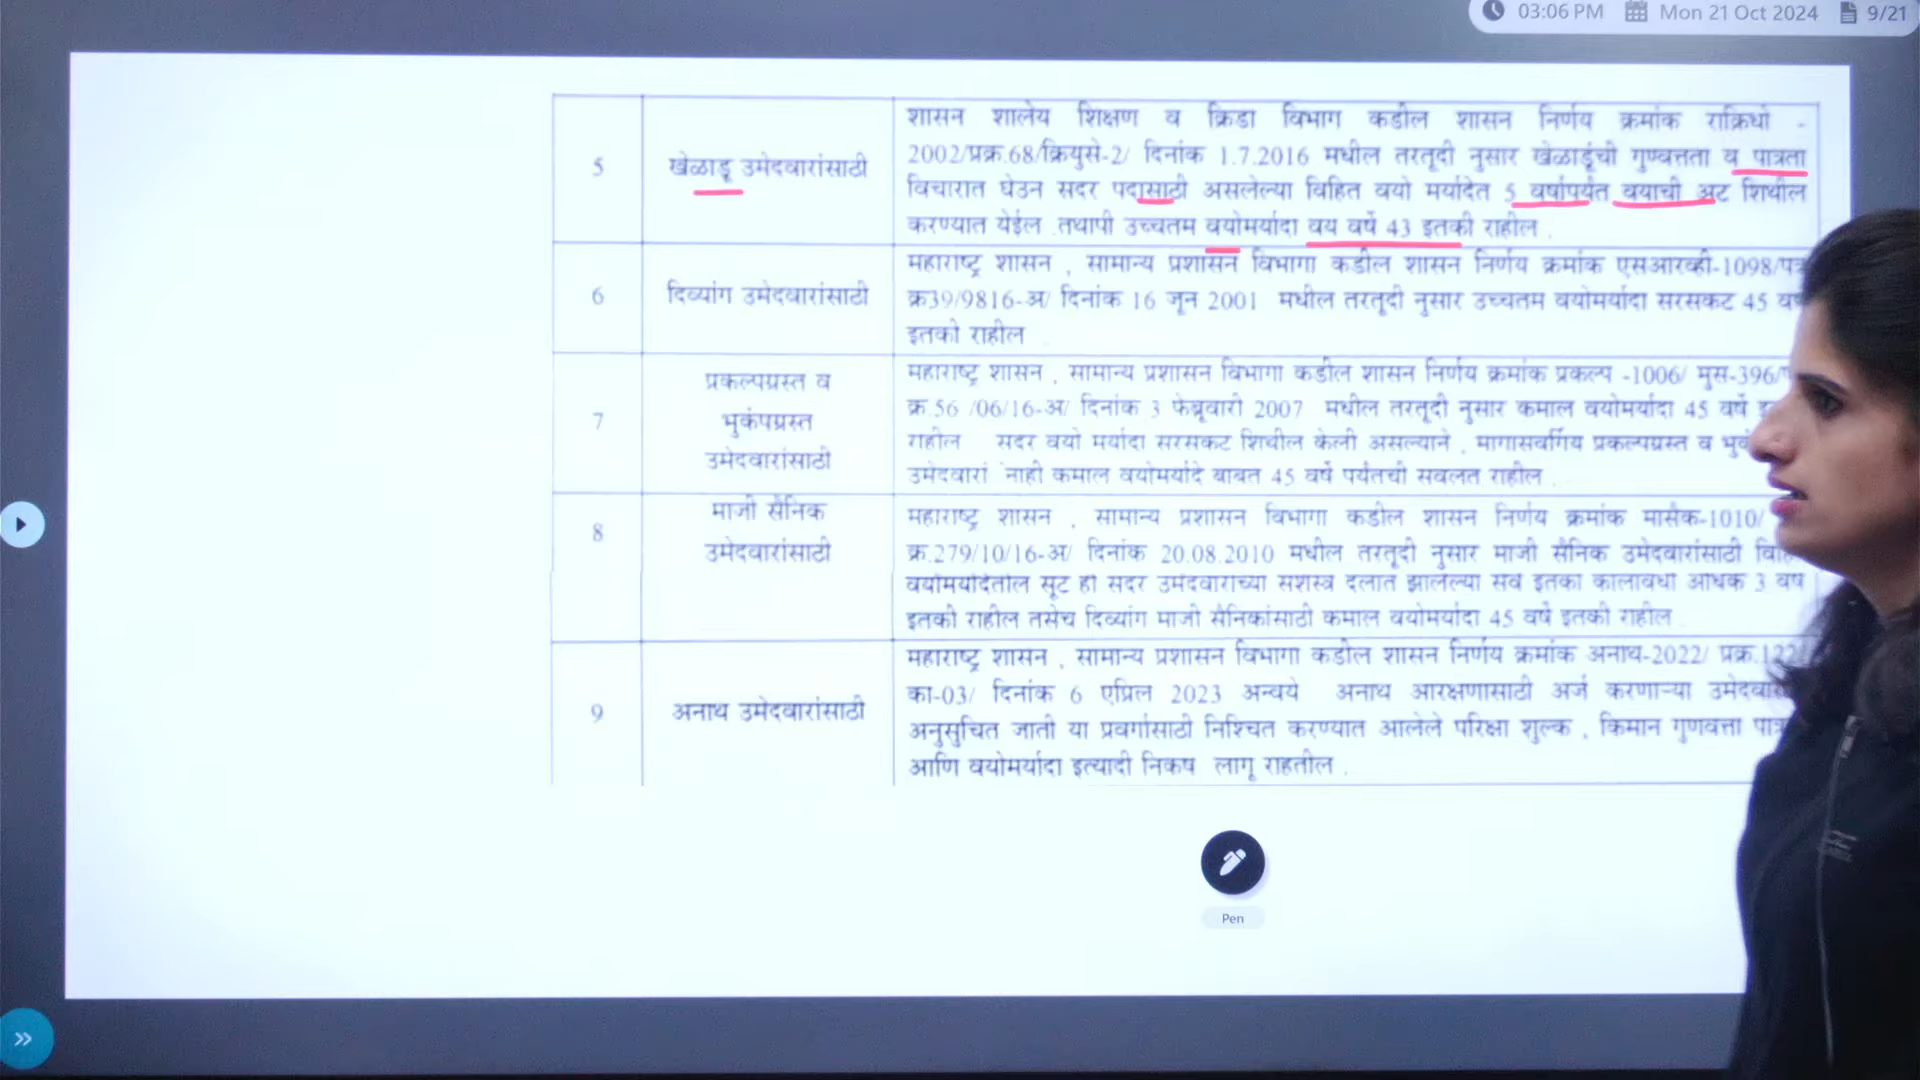 03:06 PM Mon 21 Oct 2024 9/21
5
खेळाडू उमेदवारांसाठी
शासन शालेय शिक्षण व क्रिडा विभाग कडील शासन निर्णय क्रमांक राक्रिधो -
2002/प्रक्र.68/क्रियुसे-2/ दिनांक 1.7.2016 मधील तरतूदी नुसार खेळाडूंची गुणवत्तता व पात्रता
विचारात घेउन सदर पदासाठी असलेल्या विहित वयो मर्यादेत 5 वर्षापर्यंत वयाची अट शिथील
करण्यात येईल .तथापी उच्चतम वयोमर्यादा वय वर्षे 43 इतकी राहील .
6
दिव्यांग उमेदवारांसाठी
महाराष्ट्र शासन , सामान्य प्रशासन विभागा कडील शासन निर्णय क्रमांक एसआरव्ही-1098/
क्र39/9816-अ/ दिनांक 16 जून 2001 मधील तरतूदी नुसार उच्चतम वयोमर्यादा सरसकट 45
इतकी राहील
7
प्रकल्पग्रस्त व
भुकंपग्रस्त
उमेदवारांसाठी
महाराष्ट्र शासन , सामान्य प्रशासन विभागा कडील शासन निर्णय क्रमांक प्रकल्प -1006/ मुस-396/
क्र.56 /06/16-अ/ दिनांक 3 फेब्रूवारी 2007 मधील तरतूदी नुसार कमाल वयोमर्यादा 45 वर्षे
राहील सदर वयो मर्यादा सरसकट शिथील केली असल्याने , मागासवर्गिय प्रकल्पग्रस्त व
उमेदवारां नाही कमाल वयोमर्यादे बाबत 45 वर्षे पर्यंतची सवलत राहील .
8
माजी सैनिक
उमेदवारांसाठी
महाराष्ट्र शासन , सामान्य प्रशासन विभागा कडील शासन निर्णय क्रमांक मासैक-1010/
क्र.279/10/16-अ/ दिनांक 20.08.2010 मधील तरतूदी नुसार माजी सैनिक उमेदवारांसाठी
वयोमर्यादेतील सूट ही सदर उमेदवाराच्या सशस्त्र दलात झालेल्या सेवे इतका कालावधी अधिक 3 वर्षे
इतकी राहील तसेच दिव्यांग माजी सैनिकांसाठी कमाल वयोमर्यादा 45 वर्षे इतकी राहील .
9
अनाथ उमेदवारांसाठी
महाराष्ट्र शासन , सामान्य प्रशासन विभागा कडील शासन निर्णय क्रमांक अनाथ-2022/ प्रक्र.122/
का-03/ दिनांक 6 एप्रिल 2023 अन्वये अनाथ आरक्षणासाठी अर्ज करणाऱ्या
अनुसुचित जाती या प्रवर्गासाठी निश्चित करण्यात आलेले परिक्षा शुल्क , किमान गुणवत्ता
आणि वयोमर्यादा इत्यादी निकष लागू राहतील .
Pen